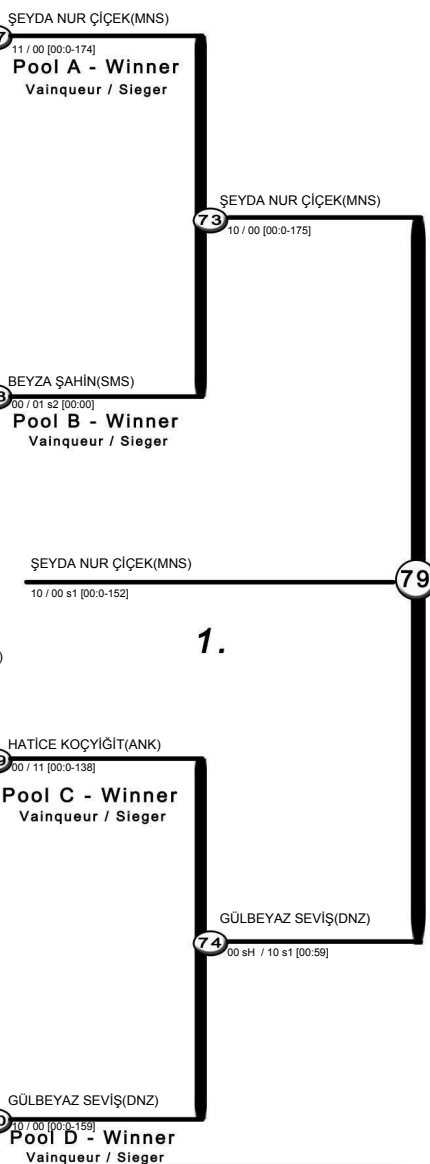 ŞEYDA NUR ÇİÇEK(MNS)
11 / 00 [00:0-174]
Pool A - Winner
Vainqueur / Sieger
ŞEYDA NUR ÇİÇEK(MNS)
73
10 / 00 [00:0-175]
BEYZA ŞAHİN(SMS)
00 / 01 s2 [00:00]
Pool B - Winner
Vainqueur / Sieger
ŞEYDA NUR ÇİÇEK(MNS)
79
10 / 00 s1 [00:0-152]
1.
)
HATİCE KOÇYİĞİT(ANK)
00 / 11 [00:0-138]
Pool C - Winner
Vainqueur / Sieger
GÜLBEYAZ SEVİŞ(DNZ)
74
00 sH / 10 s1 [00:59]
GÜLBEYAZ SEVİŞ(DNZ)
10 / 00 [00:0-159]
Pool D - Winner
Vainqueur / Sieger